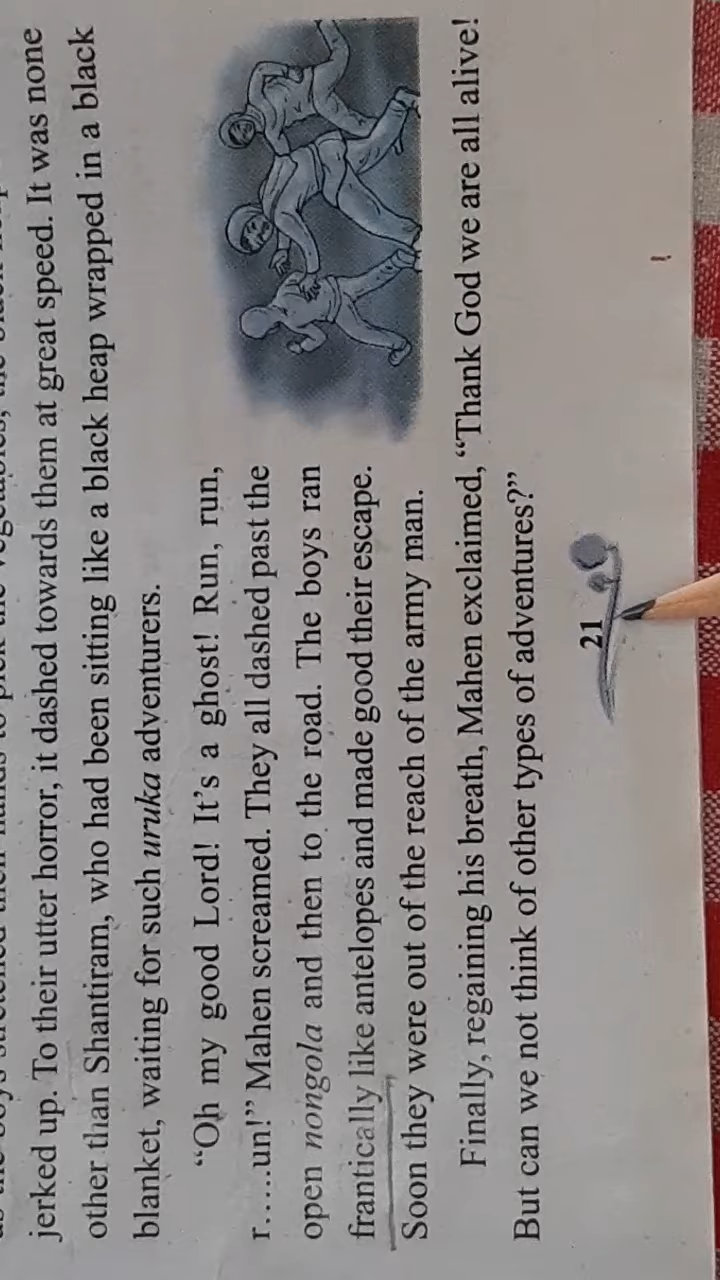 jerked up. To their utter horror, it dashed towards them at great speed. It was none
other than Shantiram, who had been sitting like a black heap wrapped in a black
blanket, waiting for such uruka adventurers.
“Oh my good Lord! It’s a ghost! Run, run,
r.....un!” Mahen screamed. They all dashed past the
open nongola and then to the road. The boys ran
frantically like antelopes and made good their escape.
Soon they were out of the reach of the army man.
Finally, regaining his breath, Mahen exclaimed, “Thank God we are all alive!
But can we not think of other types of adventures?”
21